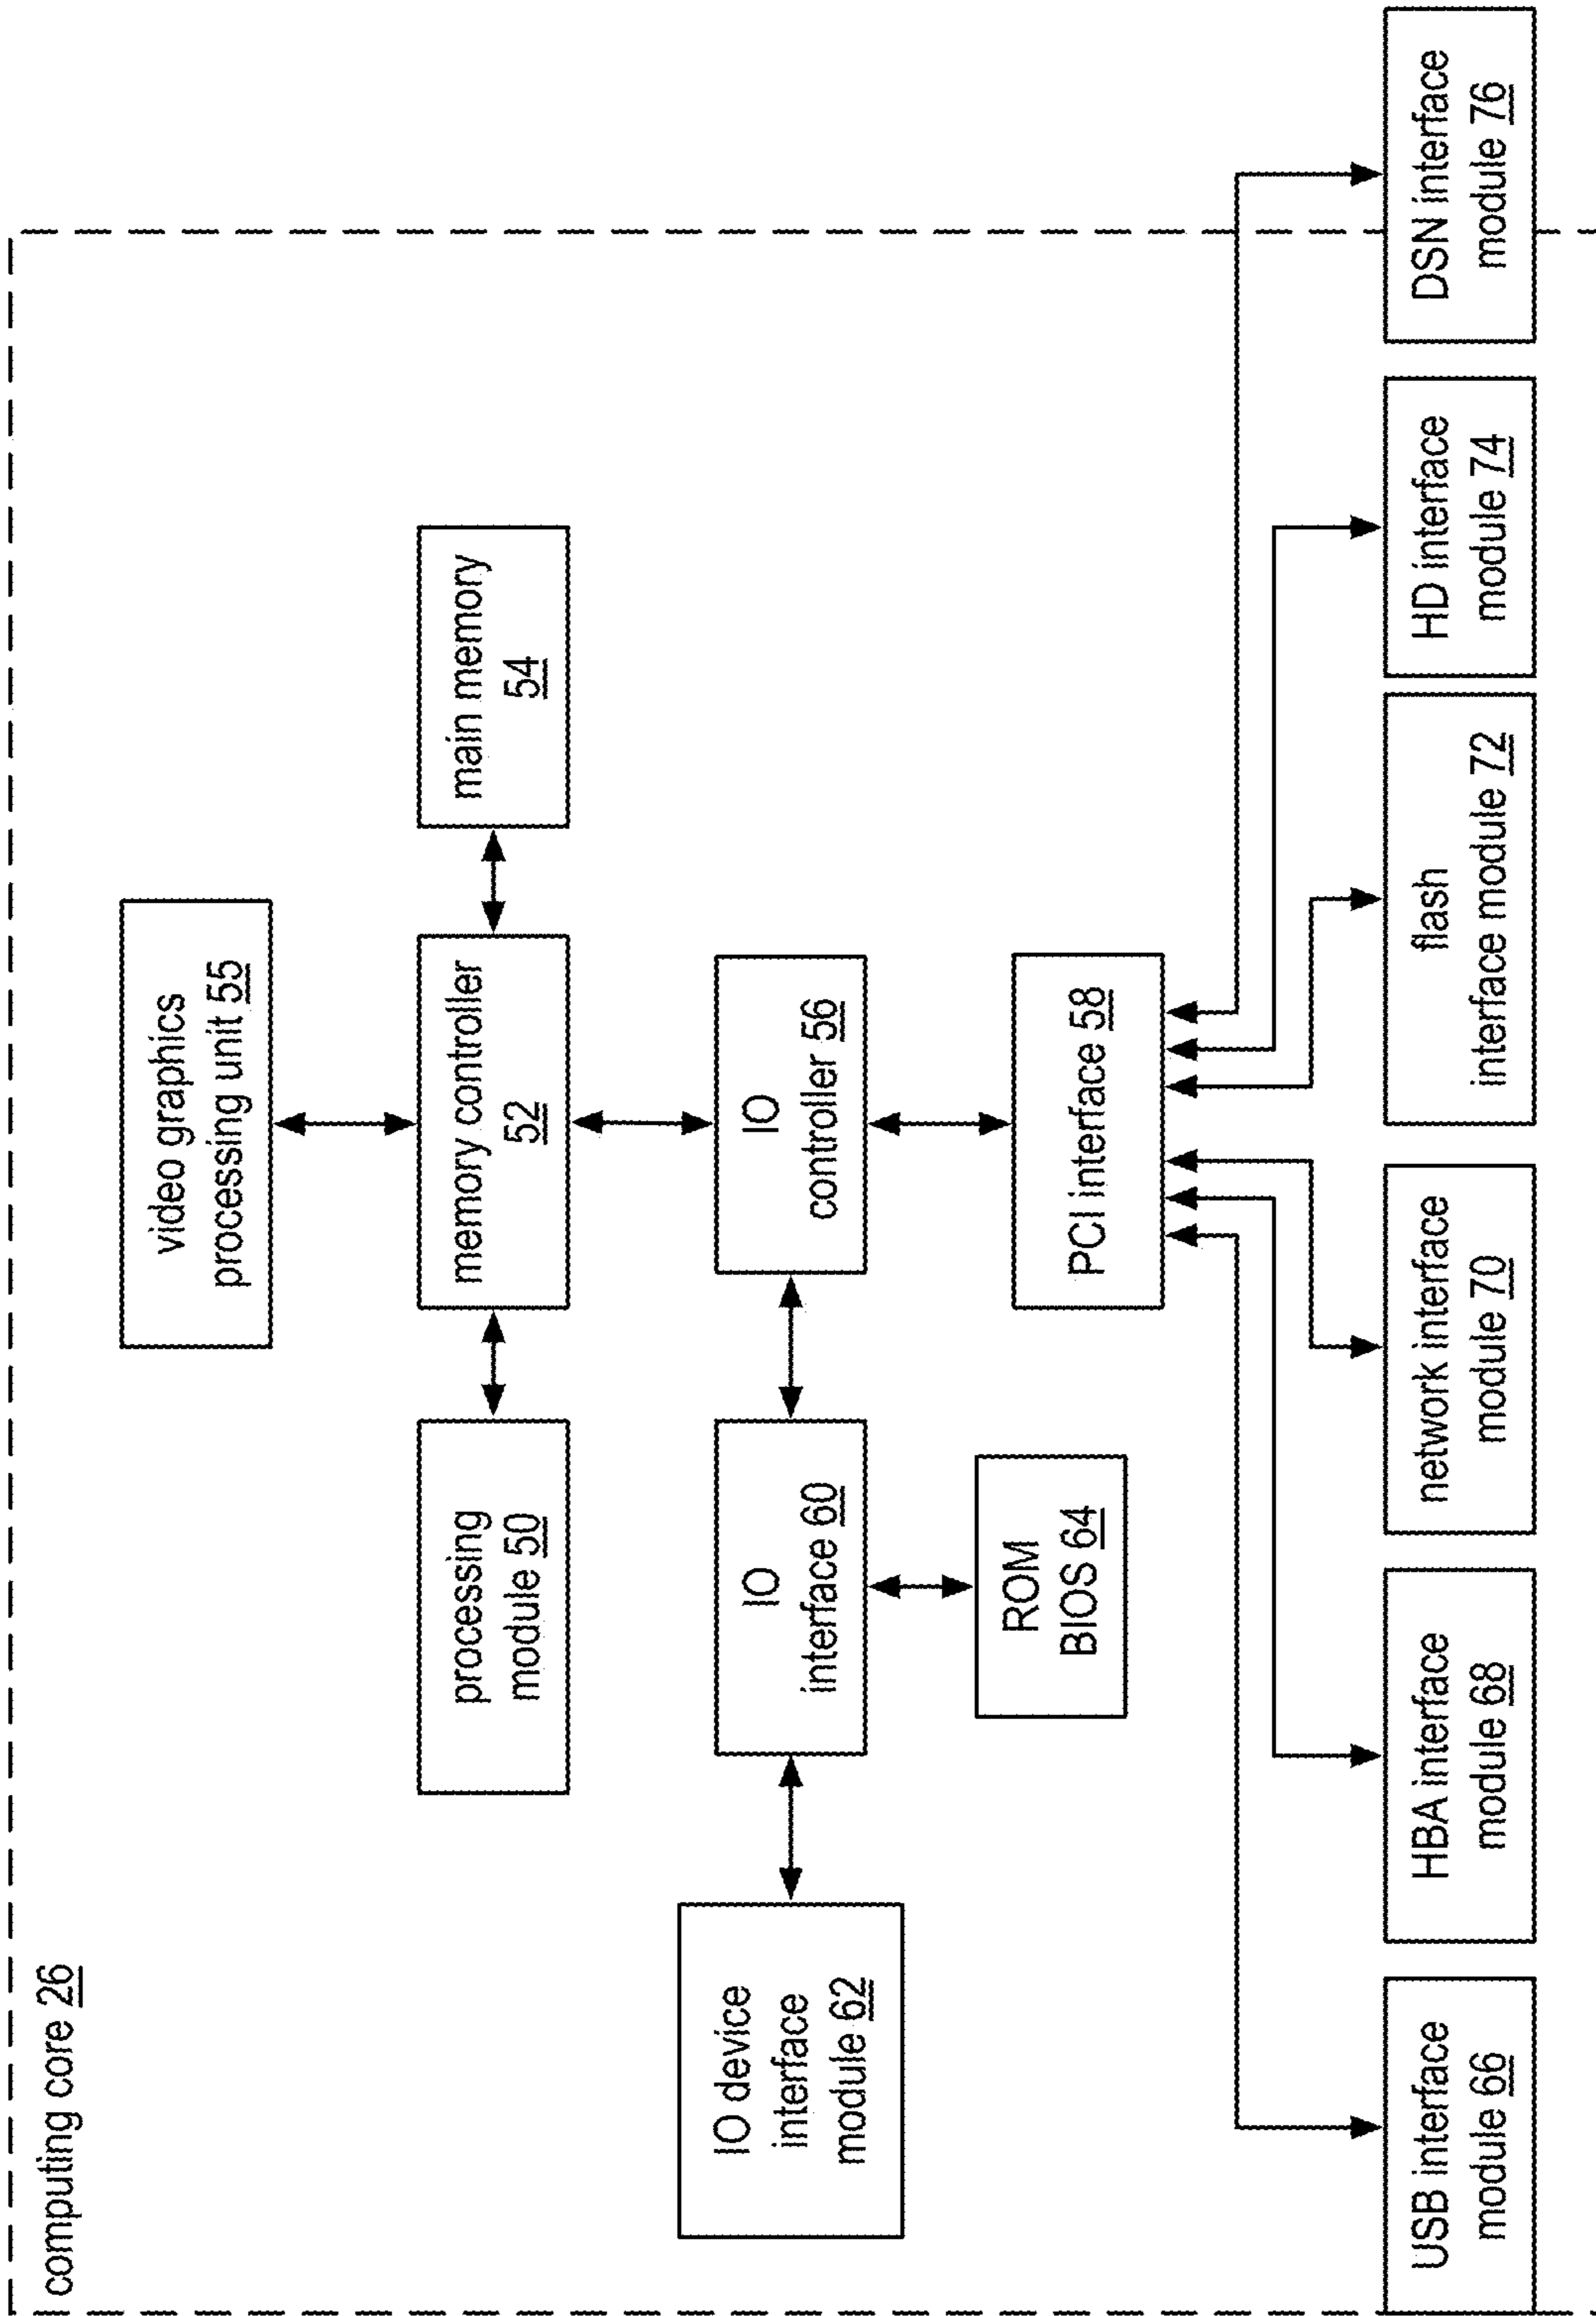 computing core 26
video graphics
processing unit 55
processing
module 50
memory controller
52
main memory
54
IO device
interface
module 62
IO
interface 60
IO
controller 56
ROM
BIOS 64
PCI interface 58
USB interface
module 66
HBA interface
module 68
network interface
module 70
flash
interface module 72
HD interface
module 74
DSN interface
module 76